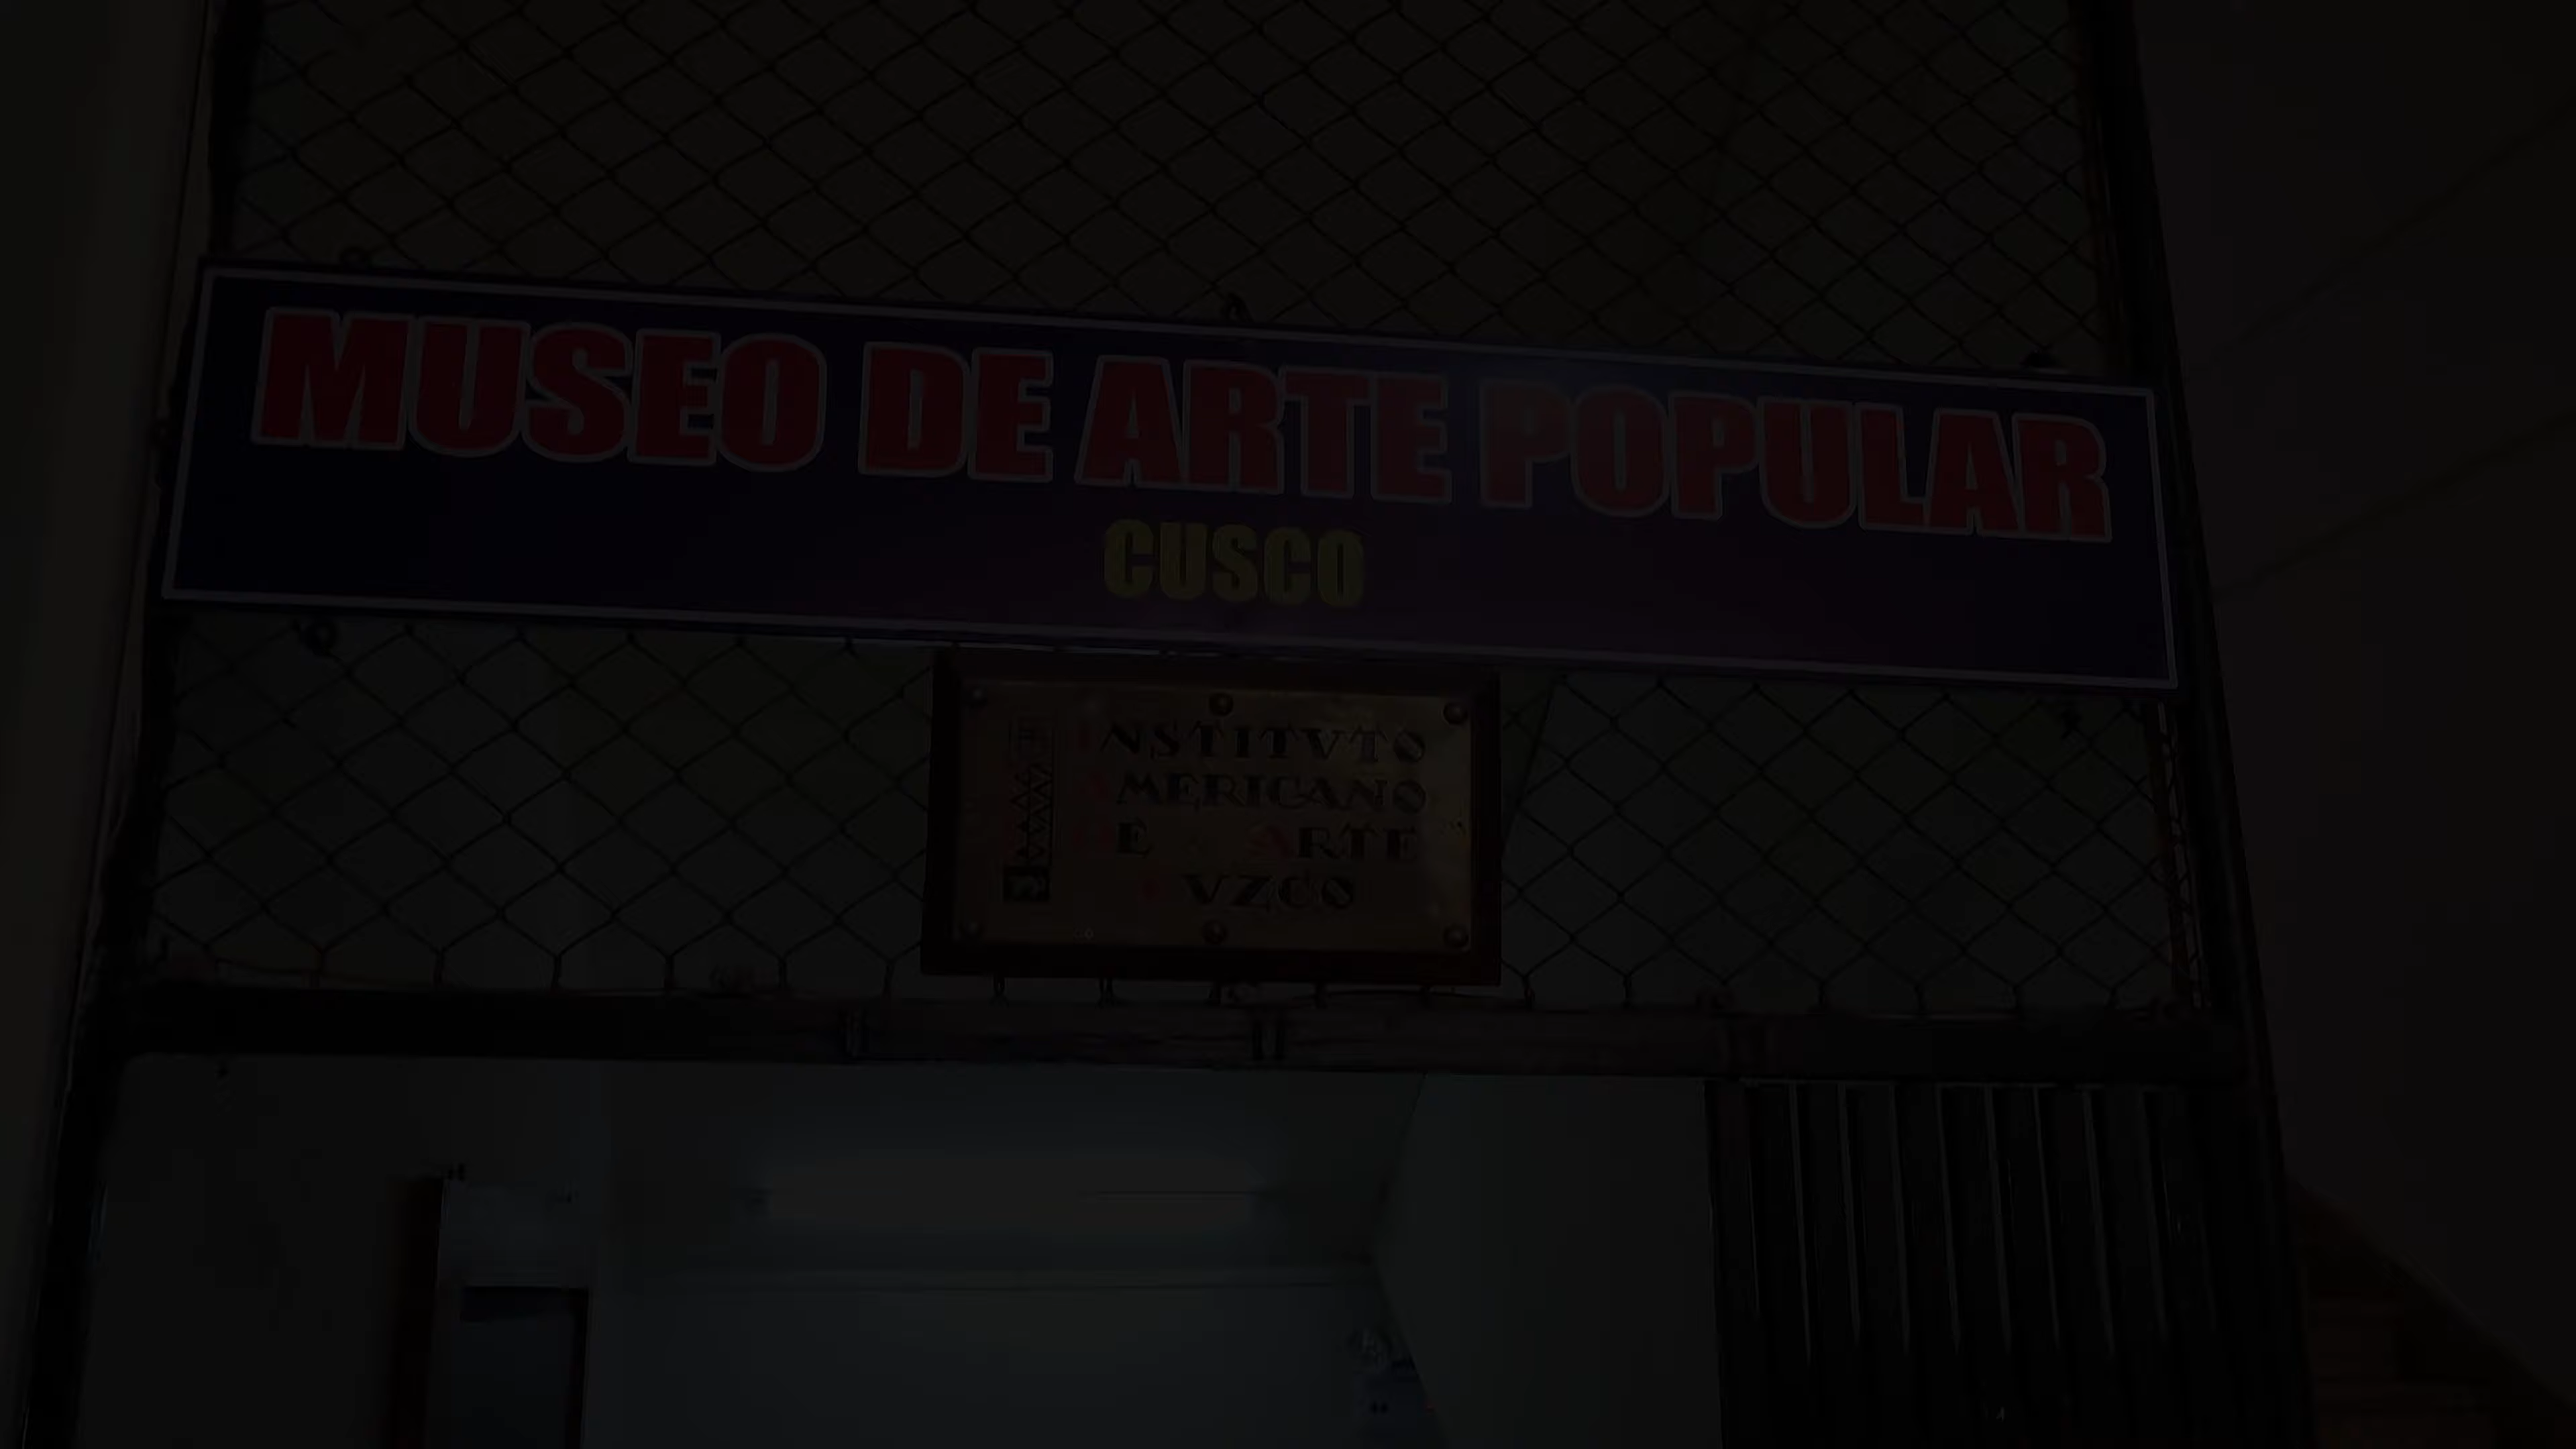 MUSEO DE ARTE POPULAR
CUSCO
INSTITVTO
AMERICANO
DE ARTE
CVZCO